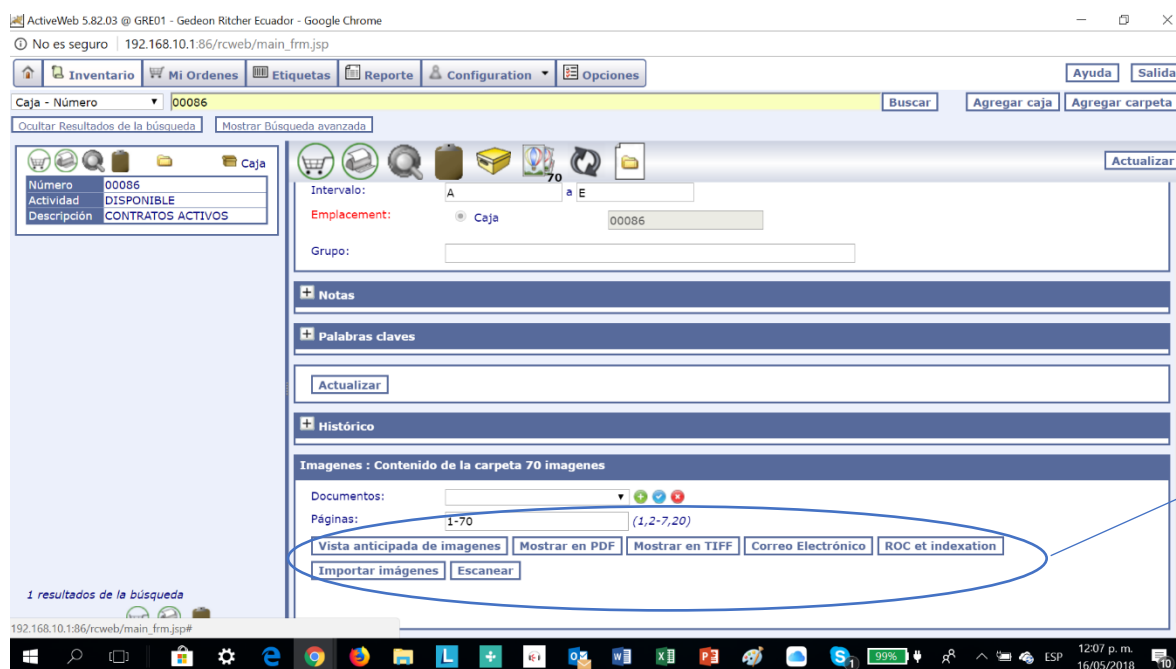 ActiveWeb 5.82.03 @ GRE01 - Gedeon Ritcher Ecuador - Google Chrome
No es seguro 192.168.10.1:86/rcweb/main_frm.jsp
Inventario Mi Ordenes Etiquetas Reporte Configuration Opciones Ayuda Salida
Caja - Número 00086 Buscar Agregar caja Agregar carpeta
Ocultar Resultados de la búsqueda Mostrar Búsqueda avanzada
Caja
Número 00086
Actividad DISPONIBLE
Descripción CONTRATOS ACTIVOS
70
Actualizar
Intervalo: A a E
Emplacement: Caja 00086
Grupo:
Notas
Palabras claves
Actualizar
Histórico
Imagenes : Contenido de la carpeta 70 imagenes
Documentos:
Páginas: 1-70 (1,2-7,20)
Vista anticipada de imagenes Mostrar en PDF Mostrar en TIFF Correo Electrónico ROC et indexation
Importar imágenes Escanear
1 resultados de la búsqueda
192.168.10.1:86/rcweb/main_frm.jsp#
99% ESP 12:07 p. m.
16/05/2018